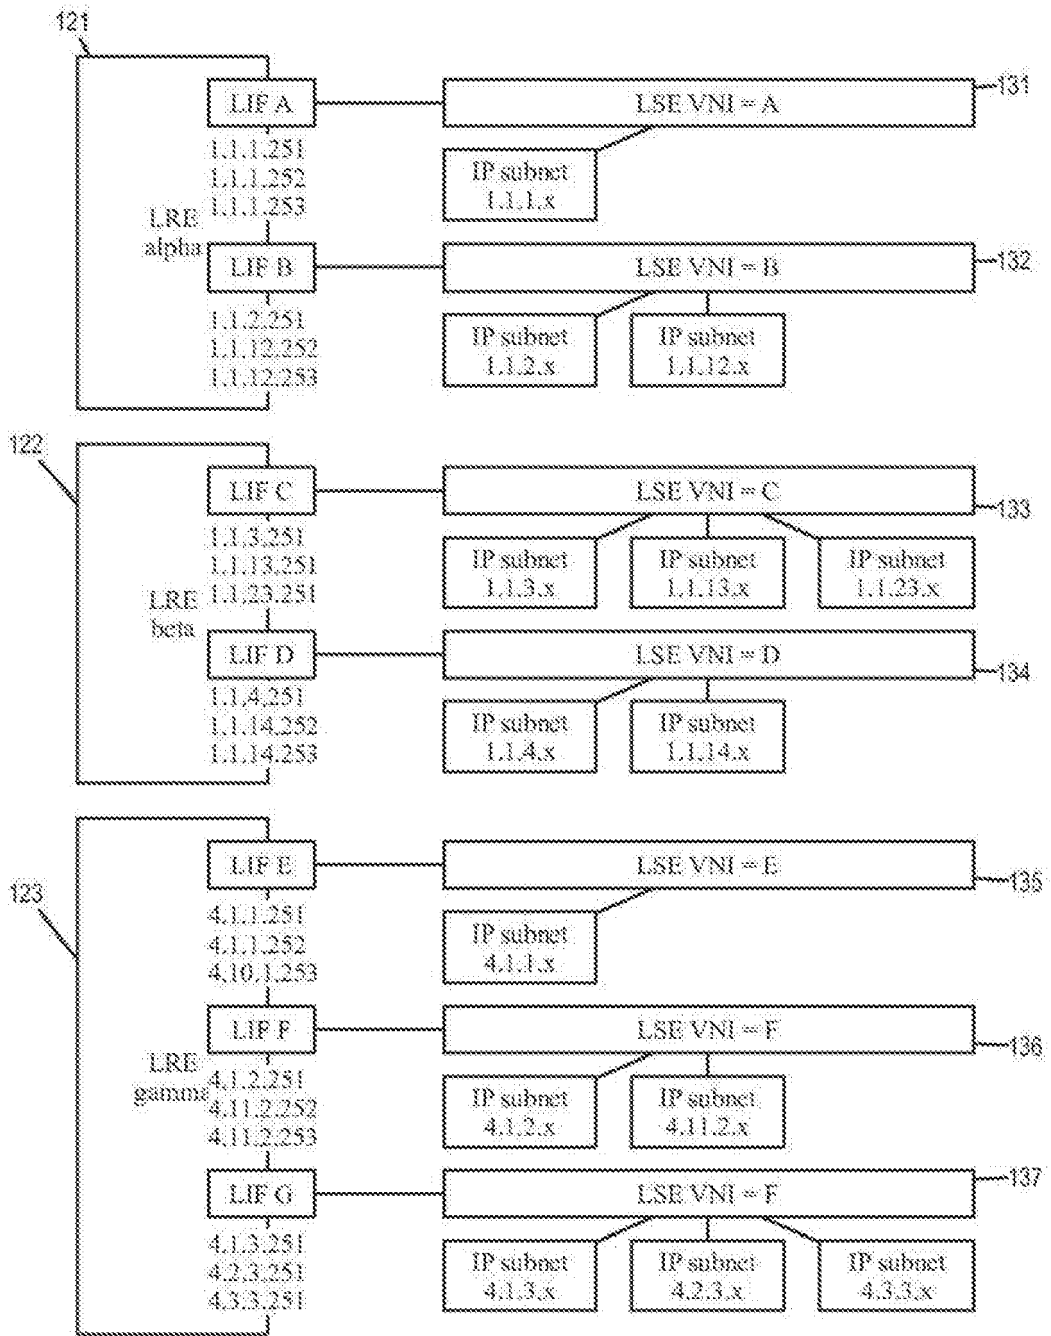 121
LIF A
LSE VNI = A
131
1.1.1.251
1.1.1.252
1.1.1.253
IP subnet
1.1.1.x
LRE
alpha
LIF B
LSE VNI = B
132
1.1.2.251
1.1.12.252
1.1.12.253
IP subnet
1.1.2.x
IP subnet
1.1.12.x
122
LIF C
LSE VNI = C
133
1.1.3.251
1.1.13.251
1.1.23.251
IP subnet
1.1.3.x
IP subnet
1.1.13.x
IP subnet
1.1.23.x
LRE
beta
LIF D
LSE VNI = D
134
1.1.4.251
1.1.14.252
1.1.14.253
IP subnet
1.1.4.x
IP subnet
1.1.14.x
123
LIF E
LSE VNI = E
135
4.1.1.251
4.1.1.252
4.10.1.253
IP subnet
4.1.1.x
LIF F
LSE VNI = F
136
LRE
gamma
4.1.2.251
4.11.2.252
4.11.2.253
IP subnet
4.1.2.x
IP subnet
4.11.2.x
LIF G
LSE VNI = F
137
4.1.3.251
4.2.3.251
4.3.3.251
IP subnet
4.1.3.x
IP subnet
4.2.3.x
IP subnet
4.3.3.x